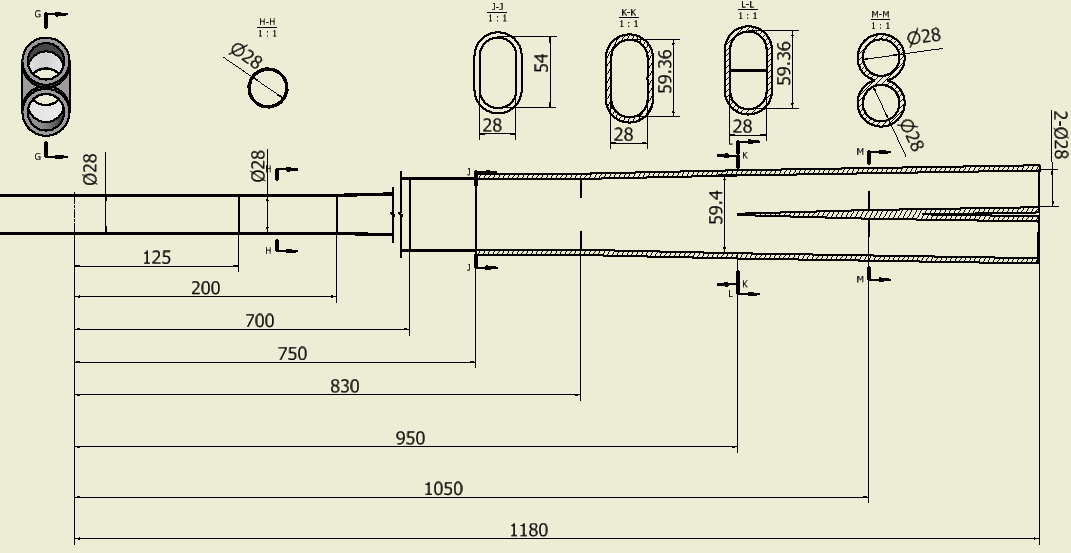 G
H-H
1 : 1
Ø28
J-J
1 : 1
54
28
K-K
1 : 1
59.36
28
L-L
1 : 1
59.36
28
M-M
1 : 1
Ø28
Ø28
G
Ø28
Ø28
H
H
J
J
L
K
59.4
L
K
M
M
2-Ø28
125
200
700
750
830
950
1050
1180